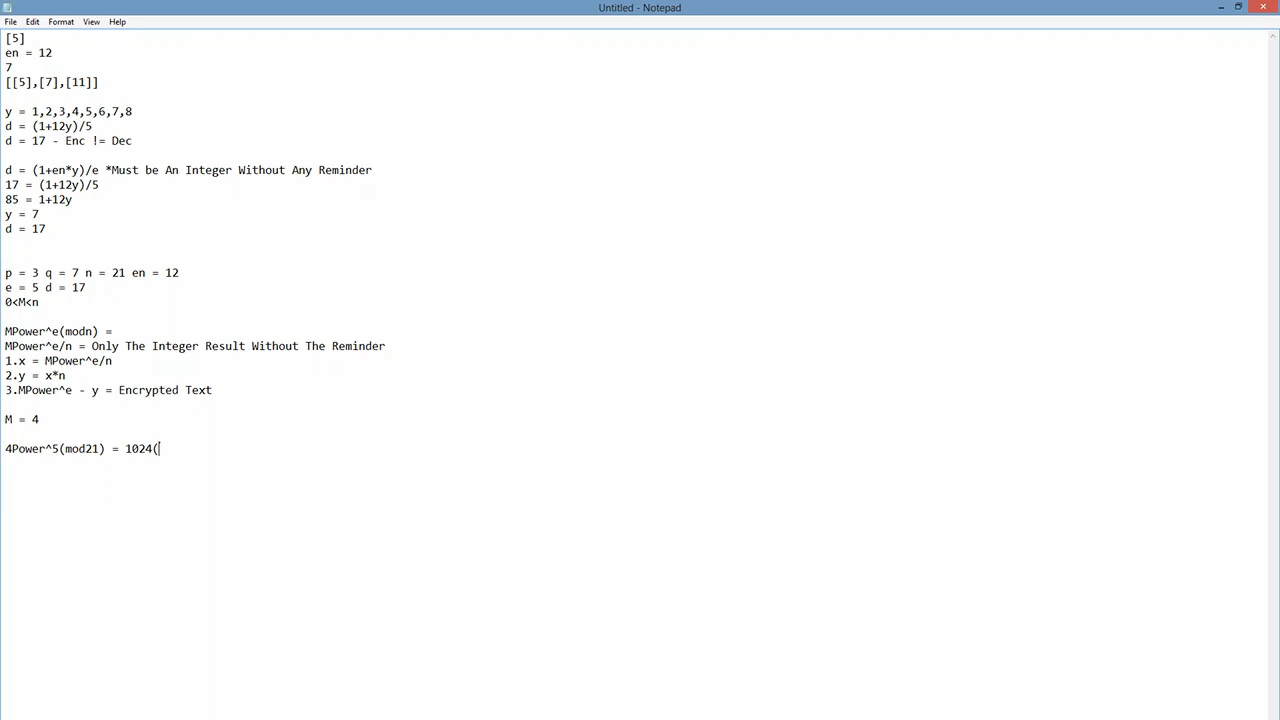 Untitled - Notepad
File Edit Format View Help
[5]
en = 12
7
[[5],[7],[11]]
y = 1,2,3,4,5,6,7,8
d = (1+12y)/5
d = 17 - Enc != Dec
d = (1+en*y)/e *Must be An Integer Without Any Reminder
17 = (1+12y)/5
85 = 1+12y
y = 7
d = 17
p = 3 q = 7 n = 21 en = 12
e = 5 d = 17
0<M<n
MPower^e(modn) =
MPower^e/n = Only The Integer Result Without The Reminder
1.x = MPower^e/n
2.y = x*n
3.MPower^e - y = Encrypted Text
M = 4
4Power^5(mod21) = 1024(